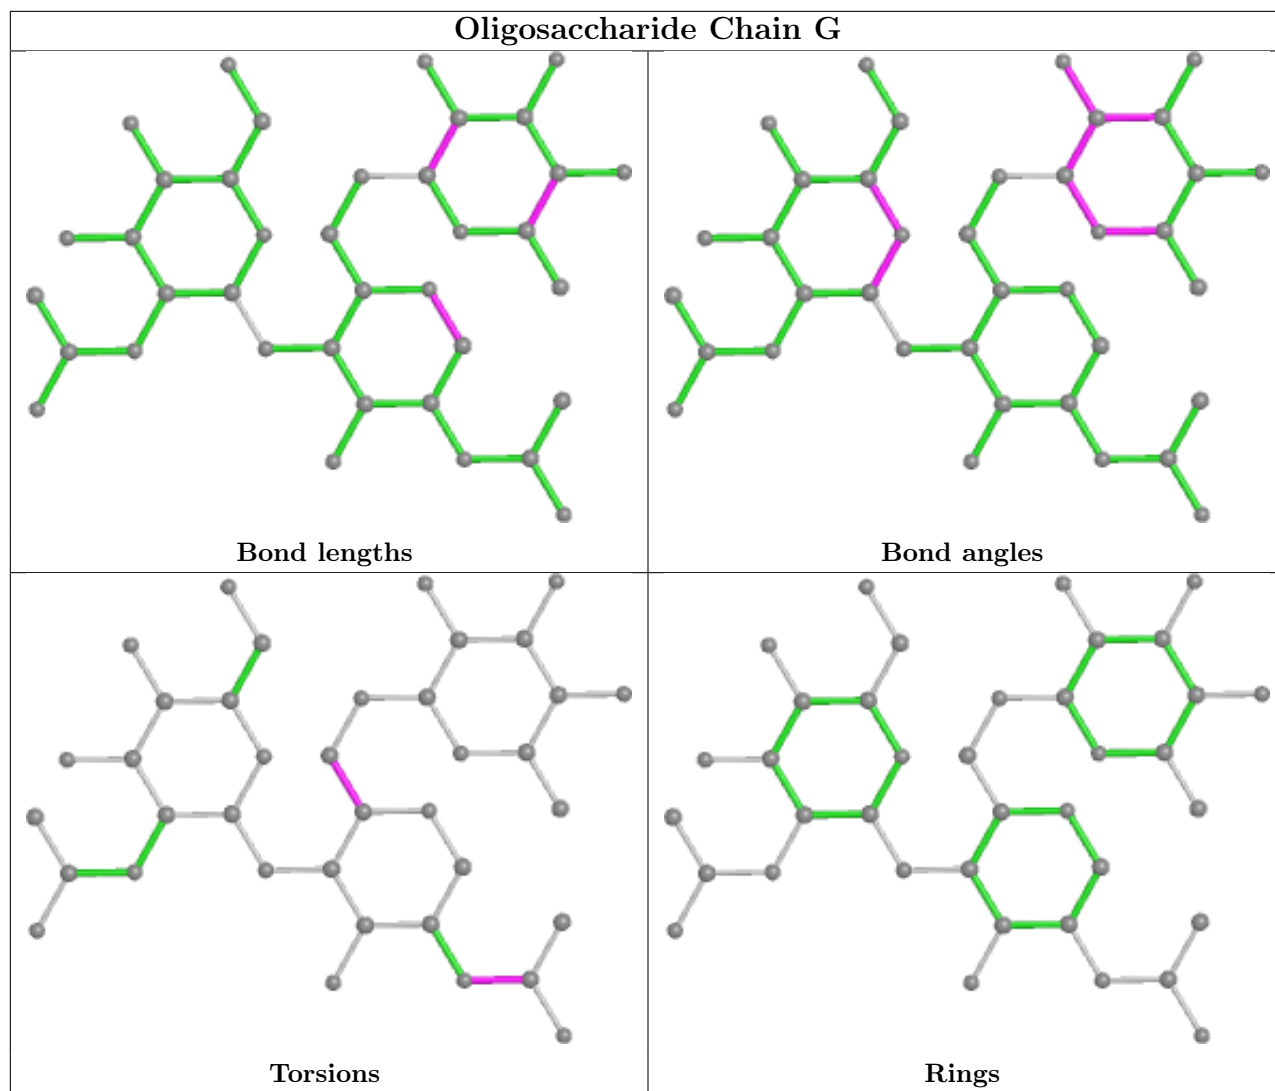 Oligosaccharide Chain G
Bond lengths
Bond angles
Torsions
Rings